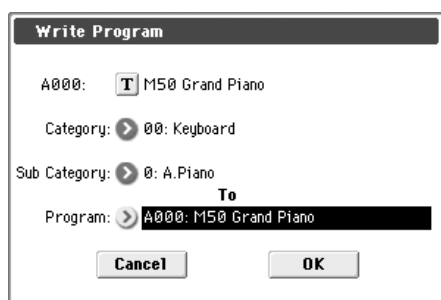 Write Program
A000: T M50 Grand Piano
Category: 00: Keyboard
Sub Category: 0: A.Piano
To
Program: A000: M50 Grand Piano
Cancel OK